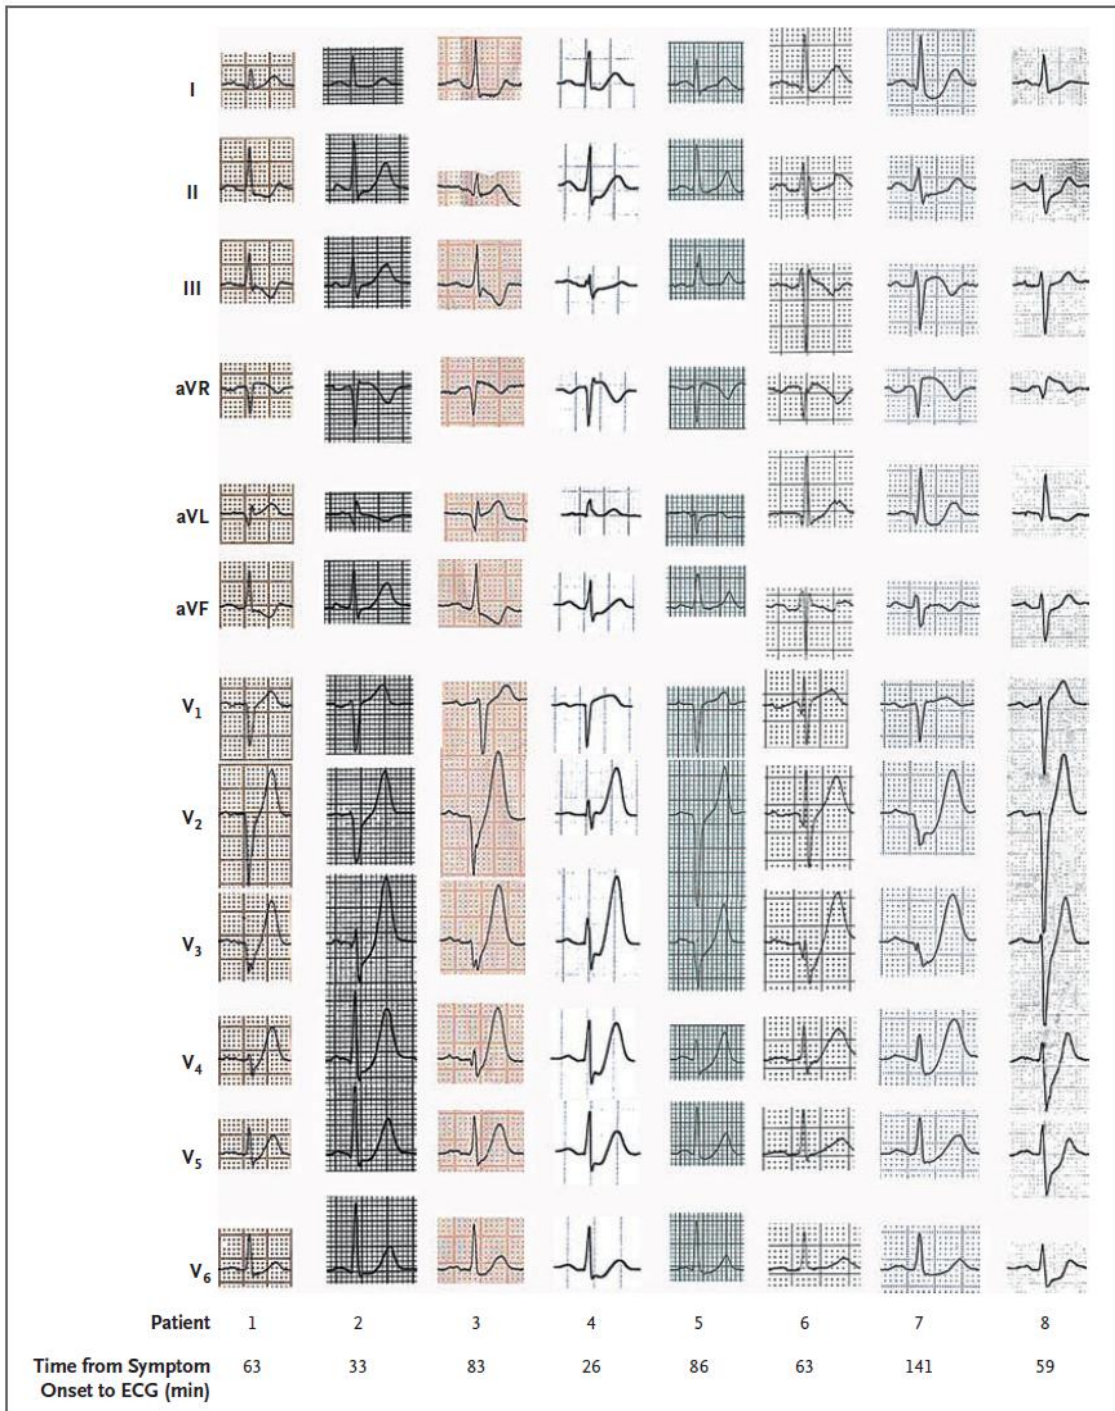 I
II
III
aVR
aVL
aVF
V1
V2
V3
V4
V5
V6
Patient 1 2 3 4 5 6 7 8
Time from Symptom 63 33 83 26 86 63 141 59
Onset to ECG (min)